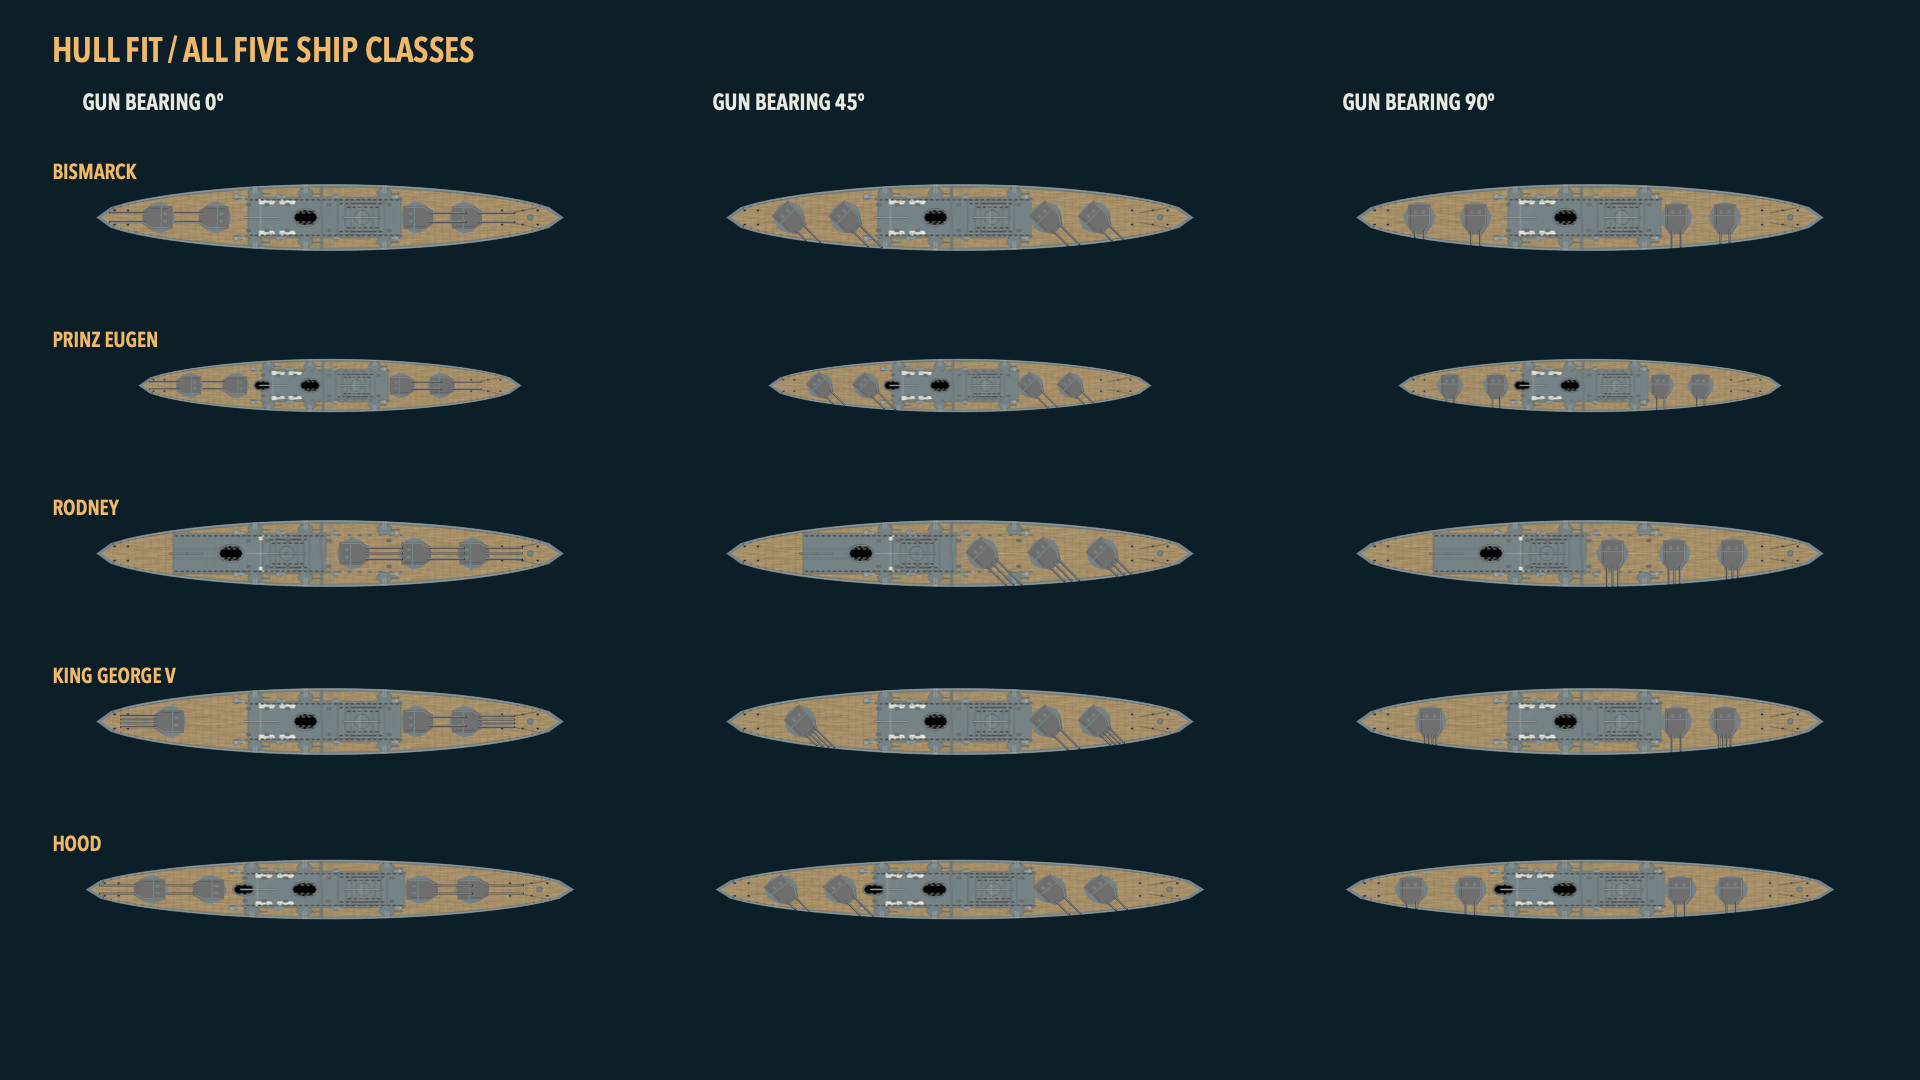 HULL FIT / ALL FIVE SHIP CLASSES
GUN BEARING 0°
GUN BEARING 45°
GUN BEARING 90°
BISMARCK
PRINZ EUGEN
RODNEY
KING GEORGE V
HOOD